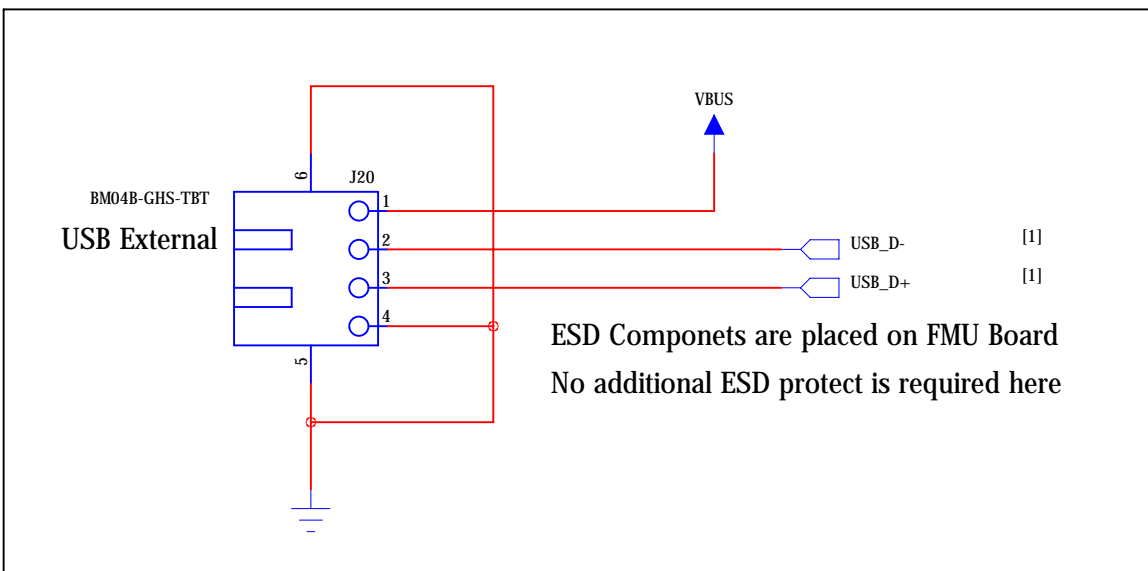 VBUS
6
J20
BM04B-GHS-TBT
1
USB External
2
USB_D-
[1]
3
USB_D+
[1]
4
ESD Componets are placed on FMU Board
5
No additional ESD protect is required here